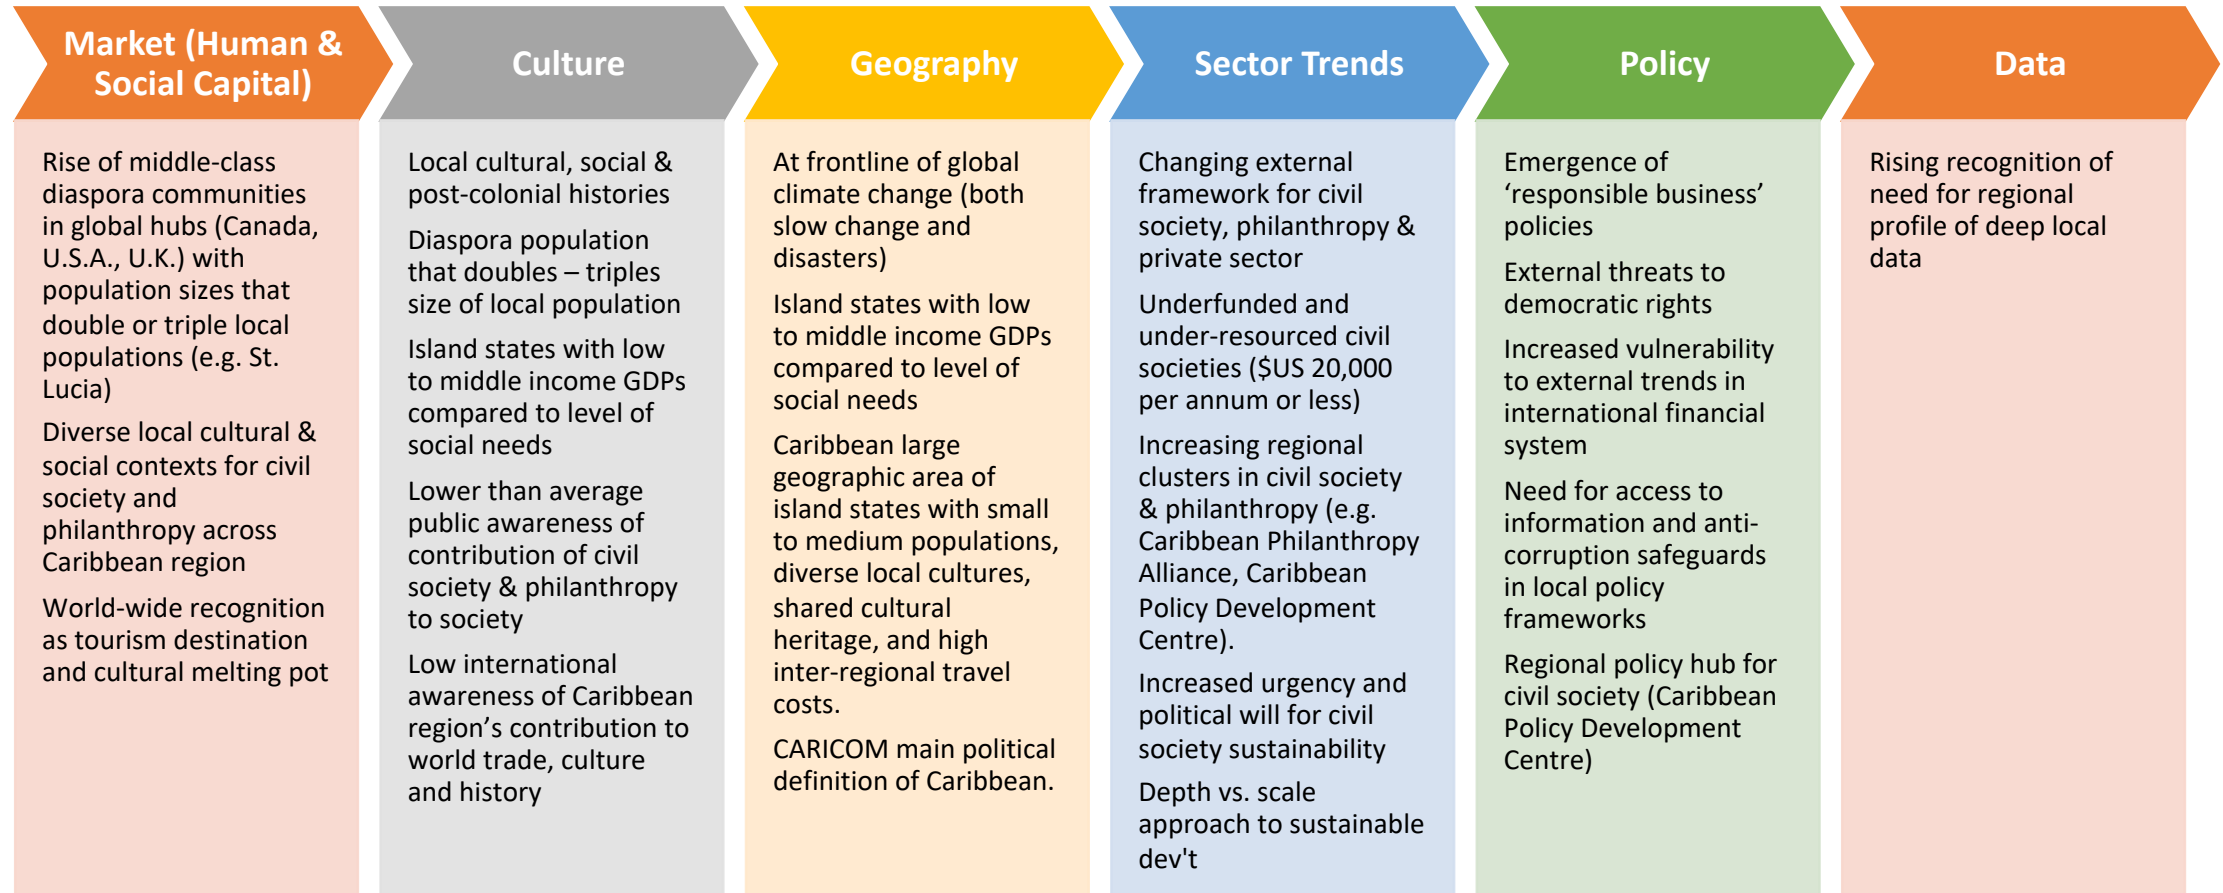 Market (Human &
Social Capital)
Rise of middle-class
diaspora communities
in global hubs (Canada,
U.S.A., U.K.) with
population sizes that
double or triple local
populations (e.g. St.
Lucia)
Diverse local cultural &
social contexts for civil
society and
philanthropy across
Caribbean region
World-wide recognition
as tourism destination
and cultural melting pot
Culture
Local cultural, social &
post-colonial histories
Diaspora population
that doubles – triples
size of local population
Island states with low
to middle income GDPs
compared to level of
social needs
Lower than average
public awareness of
contribution of civil
society & philanthropy
to society
Low international
awareness of Caribbean
region’s contribution to
world trade, culture
and history
Geography
At frontline of global
climate change (both
slow change and
disasters)
Island states with low
to middle income GDPs
compared to level of
social needs
Caribbean large
geographic area of
island states with small
to medium populations,
diverse local cultures,
shared cultural
heritage, and high
inter-regional travel
costs.
CARICOM main political
definition of Caribbean.
Sector Trends
Changing external
framework for civil
society, philanthropy &
private sector
Underfunded and
under-resourced civil
societies ($US 20,000
per annum or less)
Increasing regional
clusters in civil society
& philanthropy (e.g.
Caribbean Philanthropy
Alliance, Caribbean
Policy Development
Centre).
Increased urgency and
political will for civil
society sustainability
Depth vs. scale
approach to sustainable
dev't
Policy
Emergence of
‘responsible business’
policies
External threats to
democratic rights
Increased vulnerability
to external trends in
international financial
system
Need for access to
information and anti-
corruption safeguards
in local policy
frameworks
Regional policy hub for
civil society (Caribbean
Policy Development
Centre)
Data
Rising recognition of
need for regional
profile of deep local
data